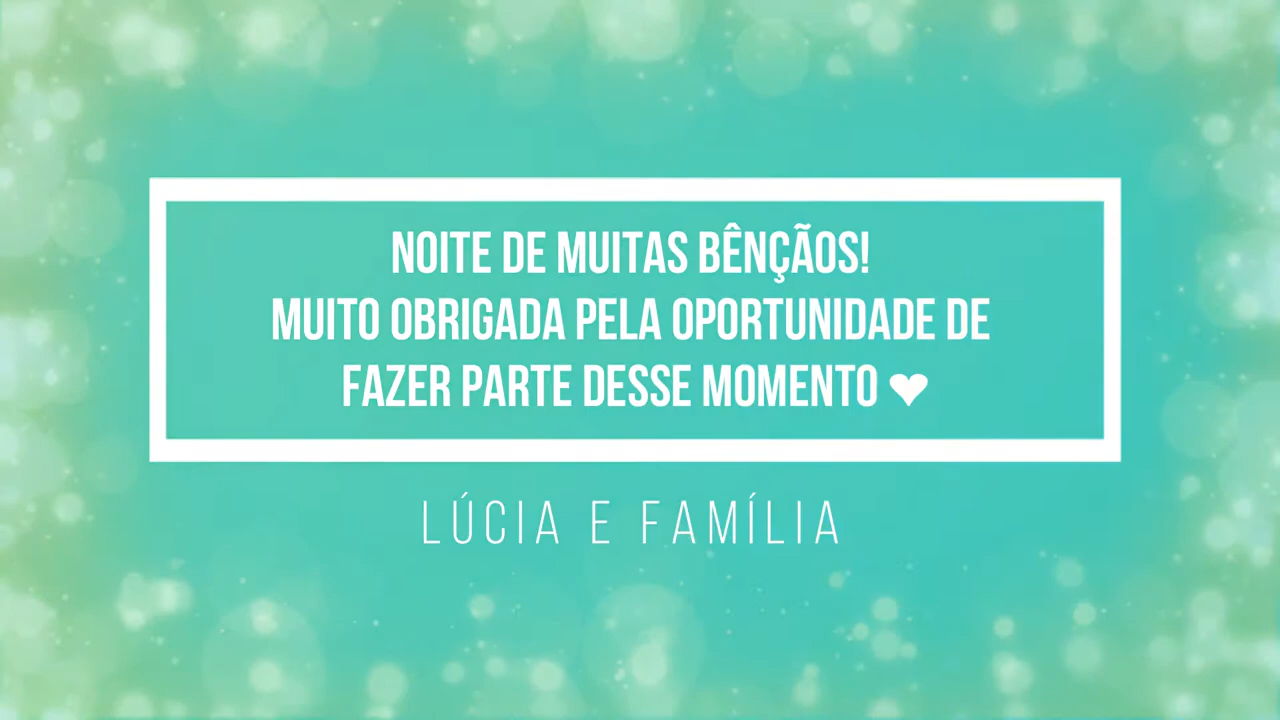 NOITE DE MUITAS BÊNÇÃOS!
MUITO OBRIGADA PELA OPORTUNIDADE DE
FAZER PARTE DESSE MOMENTO ❤
LÚCIA E FAMÍLIA